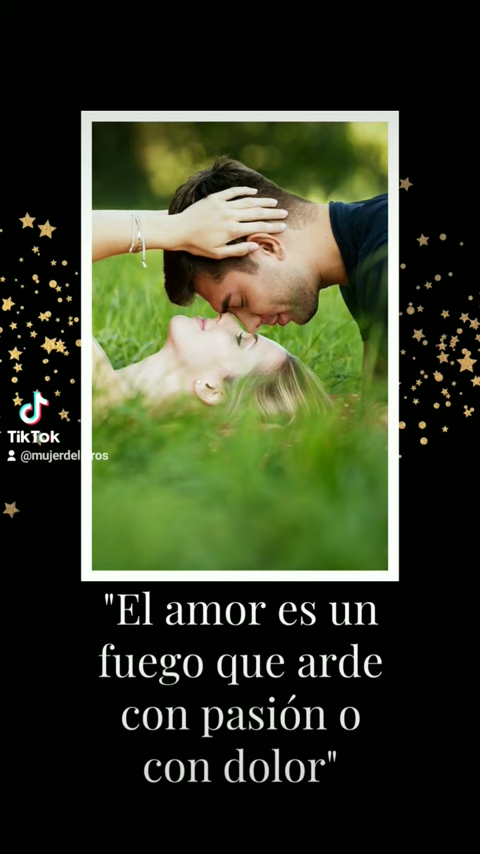 TikTok
"El amor es un
fuego que arde
con pasión o
con dolor"